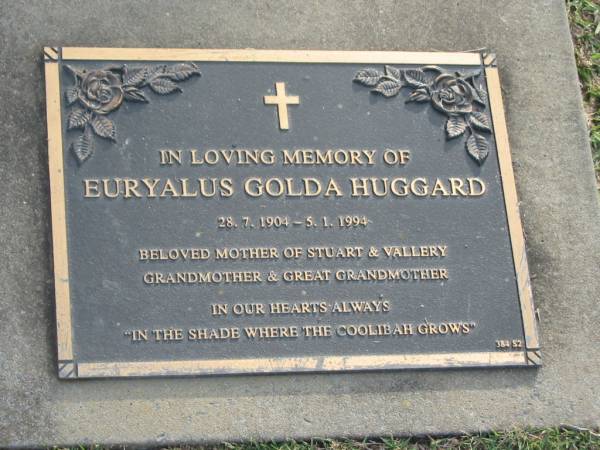 IN LOVING MEMORY OF
EURYALUS GOLDA HUGGARD
28. 7. 1904 – 5. 1. 1994
BELOVED MOTHER OF STUART & VALLERY
GRANDMOTHER & GREAT GRANDMOTHER
IN OUR HEARTS ALWAYS
"IN THE SHADE WHERE THE COOLIBAH GROWS"
384 S2